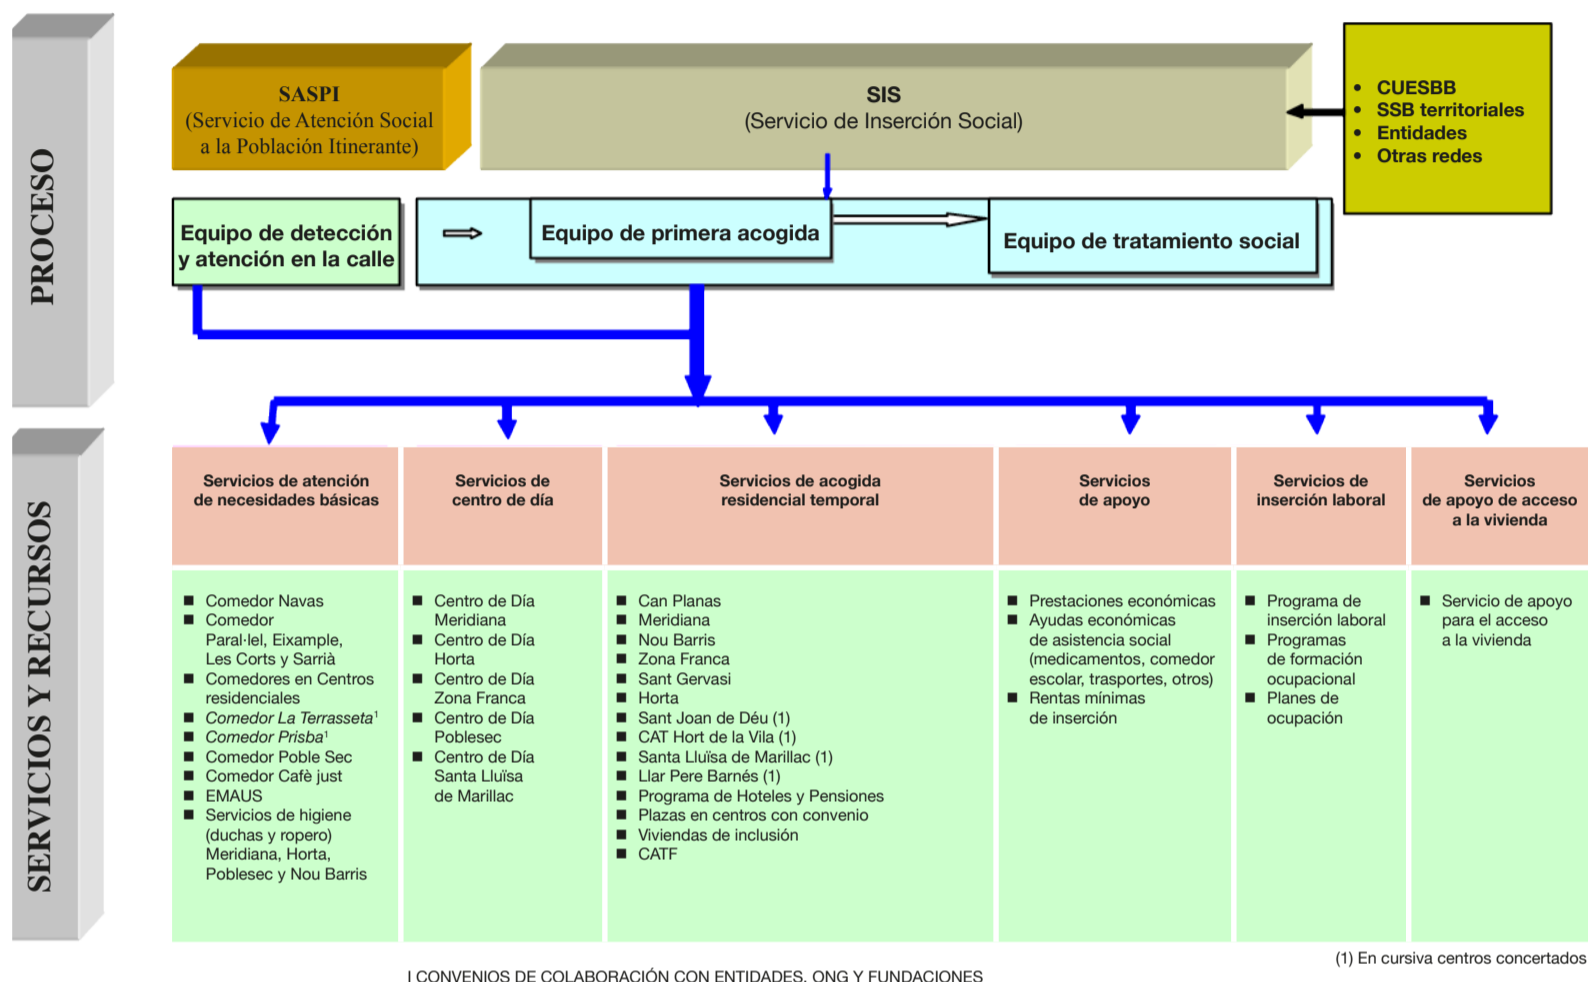 PROCESO
SASPI
(Servicio de Atención Social
a la Población Itinerante)
SIS
(Servicio de Inserción Social)
• CUESBB
• SSB territoriales
• Entidades
• Otras redes
Equipo de detección
y atención en la calle
Equipo de primera acogida
Equipo de tratamiento social
SERVICIOS Y RECURSOS
Servicios de atención
de necesidades básicas
■ Comedor Navas
■ Comedor
Paral·lel, Eixample,
Les Corts y Sarrià
■ Comedores en Centros
residenciales
■ Comedor La Terrasseta¹
■ Comedor Prisba¹
■ Comedor Poble Sec
■ Comedor Cafè just
■ EMAUS
■ Servicios de higiene
(duchas y ropero)
Meridiana, Horta,
Poblesec y Nou Barris
Servicios de
centro de día
■ Centro de Día
Meridiana
■ Centro de Día
Horta
■ Centro de Día
Zona Franca
■ Centro de Día
Poblesec
■ Centro de Día
Santa Lluïsa
de Marillac
Servicios de acogida
residencial temporal
■ Can Planas
■ Meridiana
■ Nou Barris
■ Zona Franca
■ Sant Gervasi
■ Horta
■ Sant Joan de Déu (1)
■ CAT Hort de la Vila (1)
■ Santa Lluïsa de Marillac (1)
■ Llar Pere Barnés (1)
■ Programa de Hoteles y Pensiones
■ Plazas en centros con convenio
■ Viviendas de inclusión
■ CATF
Servicios
de apoyo
■ Prestaciones económicas
■ Ayudas económicas
de asistencia social
(medicamentos, comedor
escolar, trasportes, otros)
■ Rentas mínimas
de inserción
Servicios de
inserción laboral
■ Programa de
inserción laboral
■ Programas
de formación
ocupacional
■ Planes de
ocupación
Servicios
de apoyo de acceso
a la vivienda
■ Servicio de apoyo
para el acceso
a la vivienda
(1) En cursiva centros concertados
I CONVENIOS DE COLABORACIÓN CON ENTIDADES, ONG Y FUNDACIONES